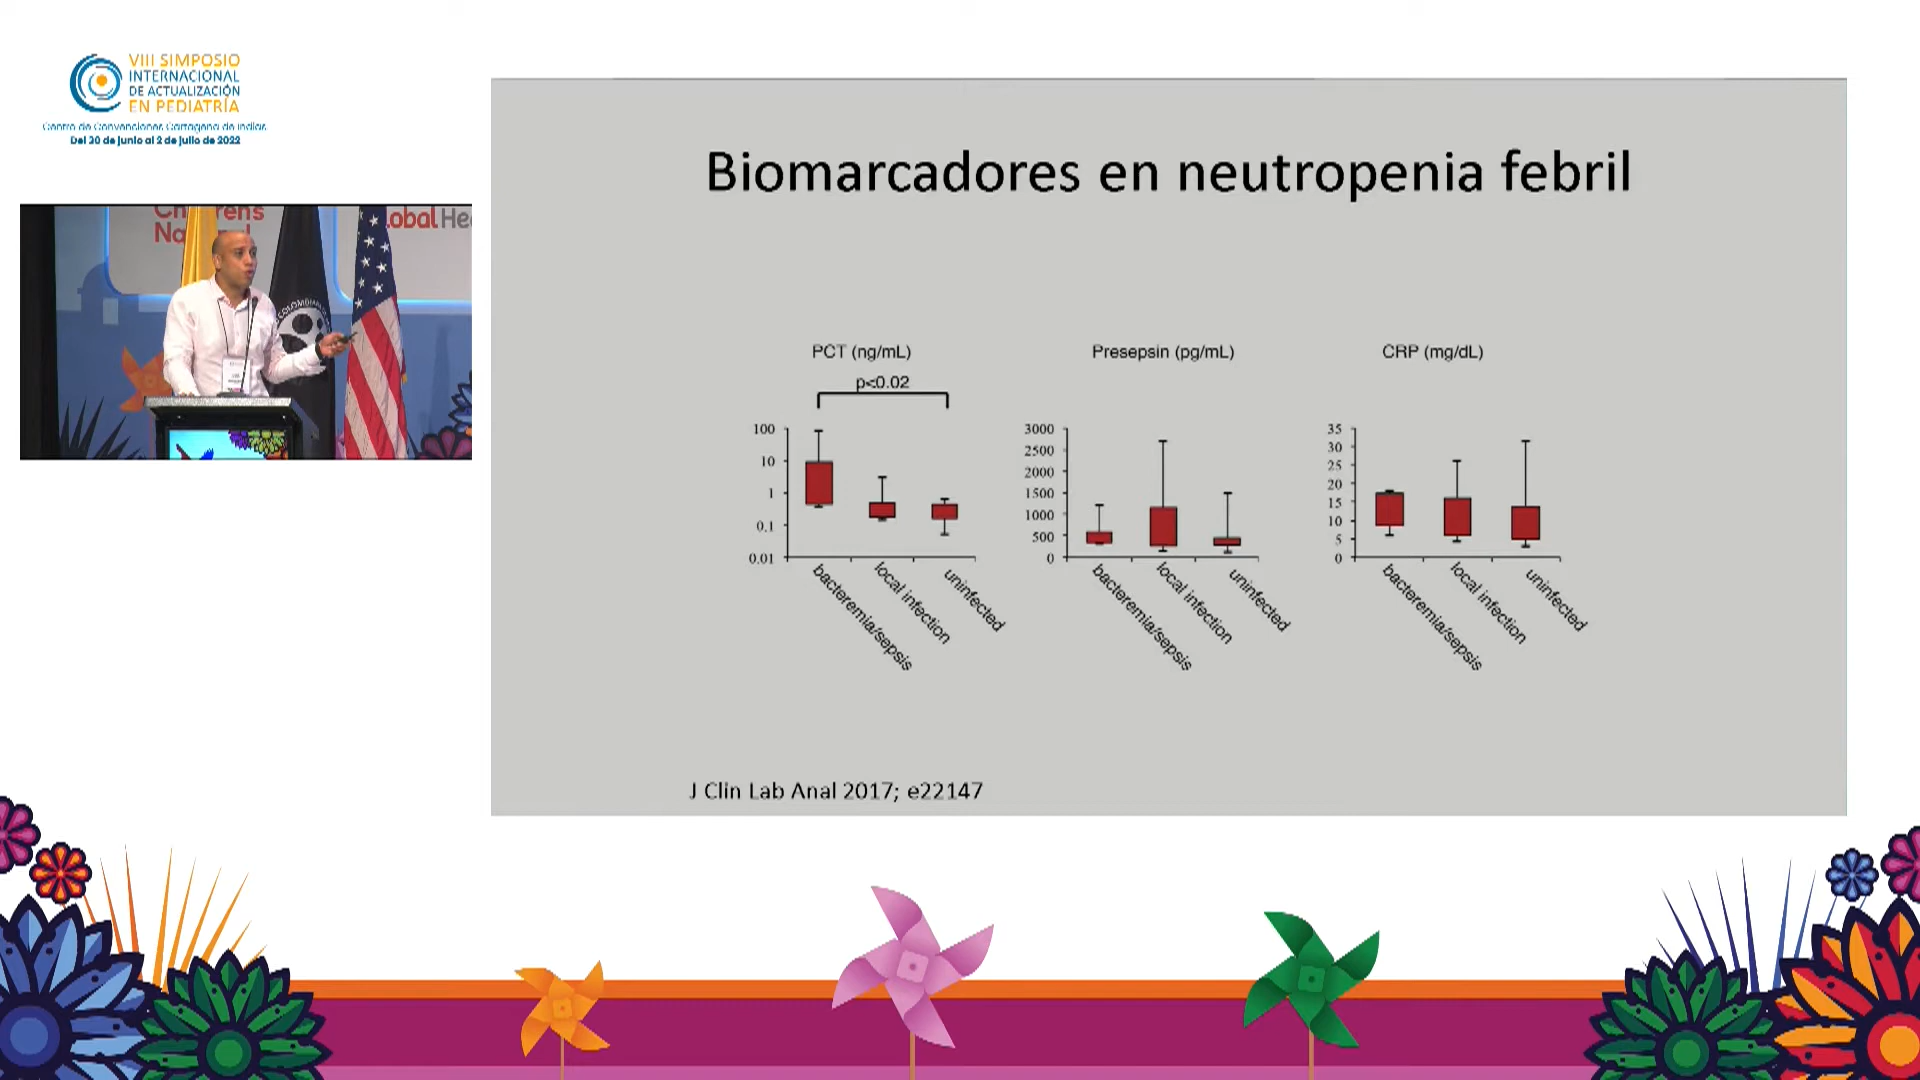 VIII SIMPOSIO
INTERNACIONAL
DE ACTUALIZACIÓN
EN PEDIATRÍA
Centro de Convenciones Cartagena de Indias
Del 30 de junio al 2 de julio de 2022
Biomarcadores en neutropenia febril
PCT (ng/mL)
p<0.02
100
10
1
0.1
0.01
bacteremia/sepsis
local infection
uninfected
Presepsin (pg/mL)
3000
2500
2000
1500
1000
500
0
bacteremia/sepsis
local infection
uninfected
CRP (mg/dL)
35
30
25
20
15
10
5
0
bacteremia/sepsis
local infection
uninfected
J Clin Lab Anal 2017; e22147